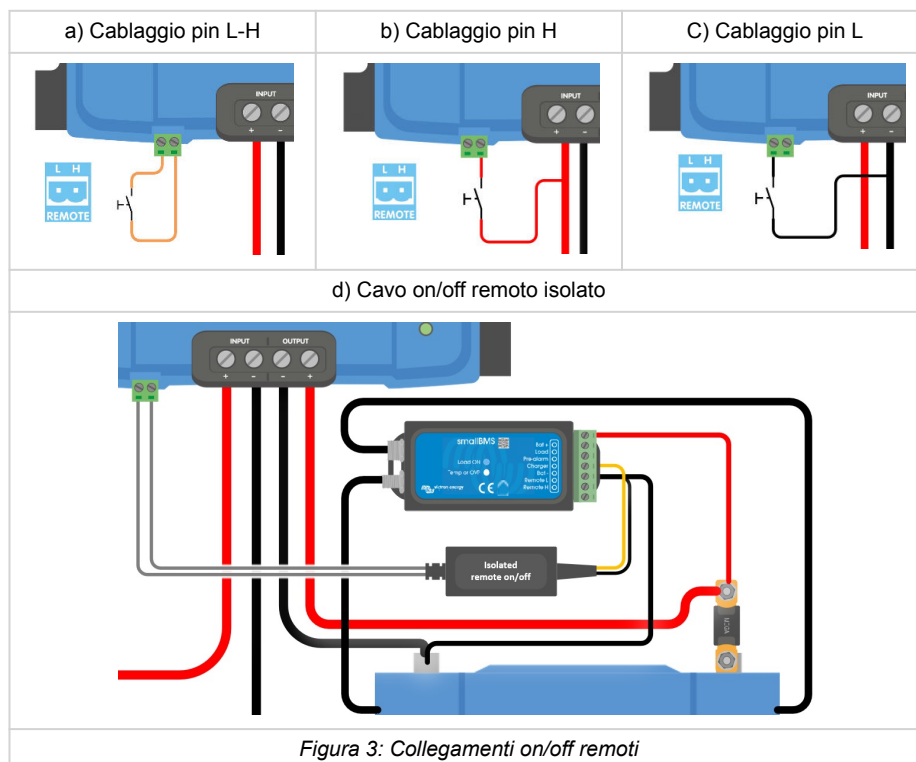 a) Cablaggio pin L-H
b) Cablaggio pin H
C) Cablaggio pin L
INPUT
+ -
L H
REMOTE
INPUT
+ -
L H
REMOTE
INPUT
+ -
L H
REMOTE
d) Cavo on/off remoto isolato
INPUT OUTPUT
+ - - +
smallBMS
Load ON
Temp or OVP
victron energy
CE
Bat +
Load
Pre-alarm
Charger
Bat -
Remote L
Remote H
Isolated
remote on/off
MEGA
Figura 3: Collegamenti on/off remoti